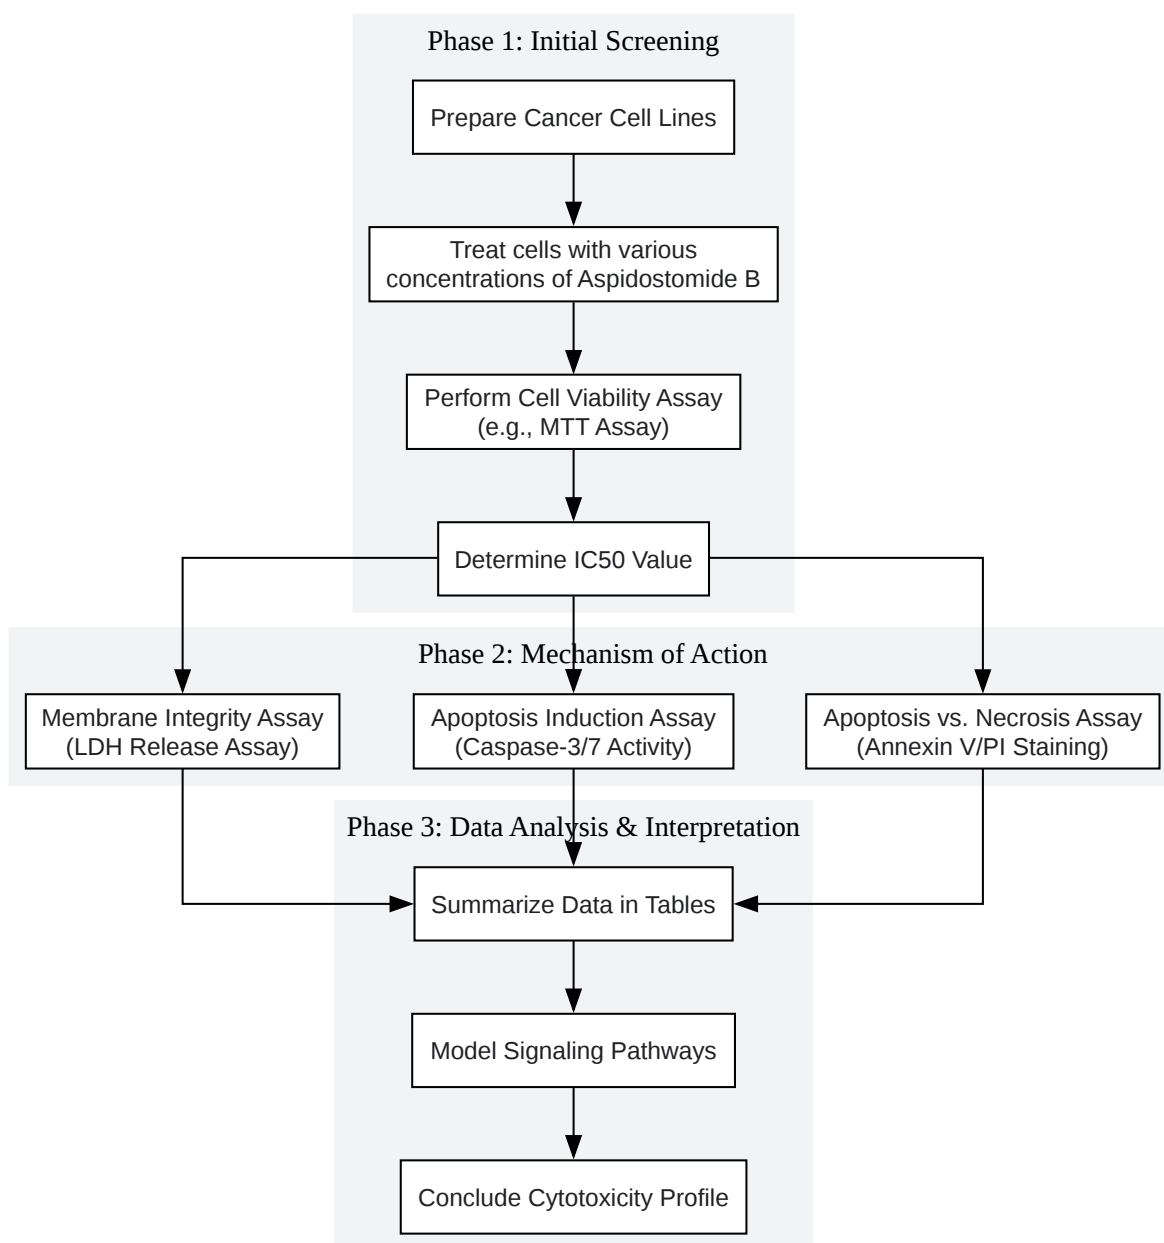 Phase 1: Initial Screening
Prepare Cancer Cell Lines
Treat cells with various
concentrations of Aspidostomide B
Perform Cell Viability Assay
(e.g., MTT Assay)
Determine IC50 Value
Phase 2: Mechanism of Action
Membrane Integrity Assay
(LDH Release Assay)
Apoptosis Induction Assay
(Caspase-3/7 Activity)
Apoptosis vs. Necrosis Assay
(Annexin V/PI Staining)
Phase 3: Data Analysis & Interpretation
Summarize Data in Tables
Model Signaling Pathways
Conclude Cytotoxicity Profile